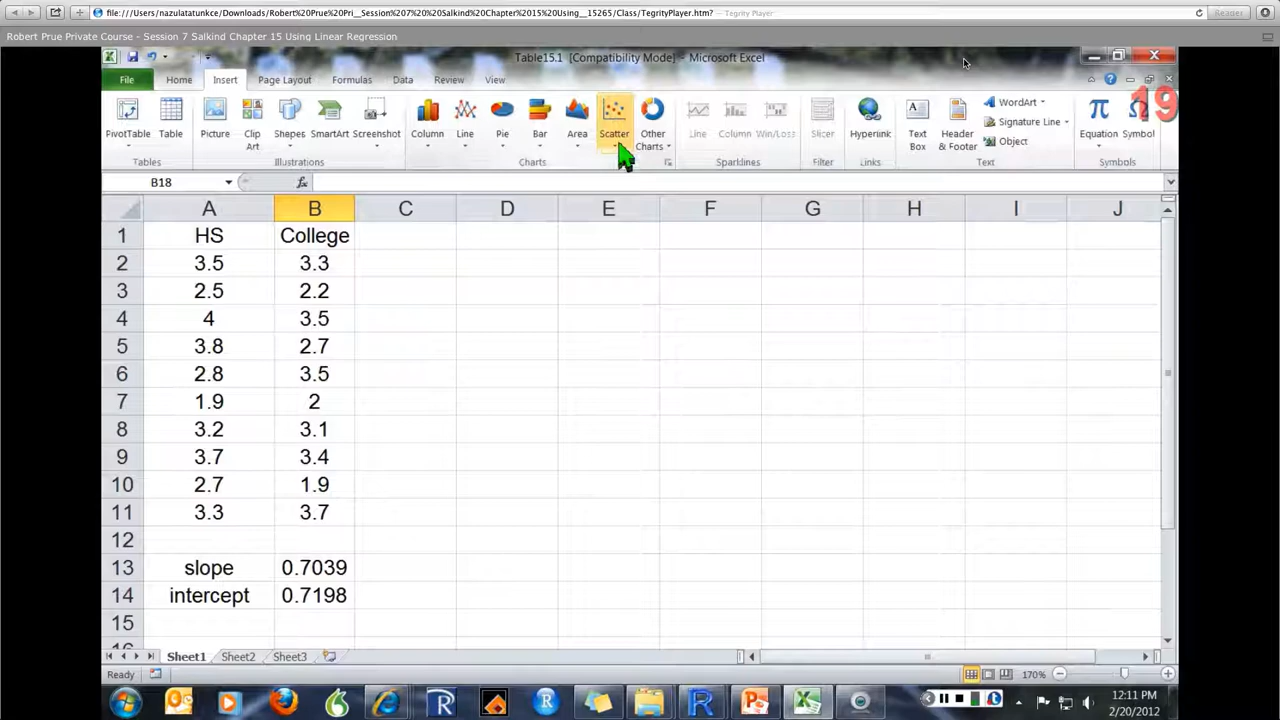 file:///Users/nazulatatunkce/Downloads/Robert%20Prue%20Pri__Session%207%20%20Salkind%20Chapter%2015%20Using__15265/Class/TegrityPlayer.htm? — Tegrity Player
Reader
Robert Prue Private Course - Session 7 Salkind Chapter 15 Using Linear Regression
Table15.1 [Compatibility Mode] - Microsoft Excel
File Home Insert Page Layout Formulas Data Review View
19
PivotTable Table Picture Clip Art Shapes SmartArt Screenshot Column Line Pie Bar Area Scatter Other Charts Line Column Win/Loss Slicer Hyperlink Text Box Header & Footer WordArt Signature Line Object Equation Symbol
Tables Illustrations Charts Sparklines Filter Links Text Symbols
B18 fx
A B C D E F G H I J
1 HS College
2 3.5 3.3
3 2.5 2.2
4 4 3.5
5 3.8 2.7
6 2.8 3.5
7 1.9 2
8 3.2 3.1
9 3.7 3.4
10 2.7 1.9
11 3.3 3.7
12
13 slope 0.7039
14 intercept 0.7198
15
16
Sheet1 Sheet2 Sheet3
Ready 170%
12:11 PM
2/20/2012